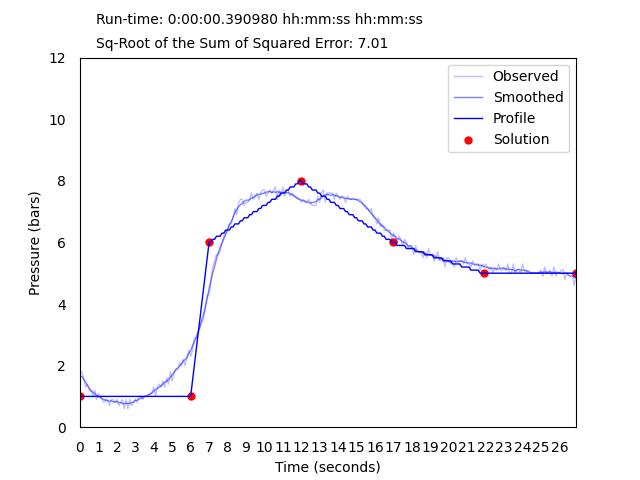 Run-time: 0:00:00.390980 hh:mm:ss hh:mm:ss
Sq-Root of the Sum of Squared Error: 7.01
12
10
8
6
4
2
0
Pressure (bars)
Observed
Smoothed
Profile
Solution
0 1 2 3 4 5 6 7 8 9 10 11 12 13 14 15 16 17 18 19 20 21 22 23 24 25 26
Time (seconds)